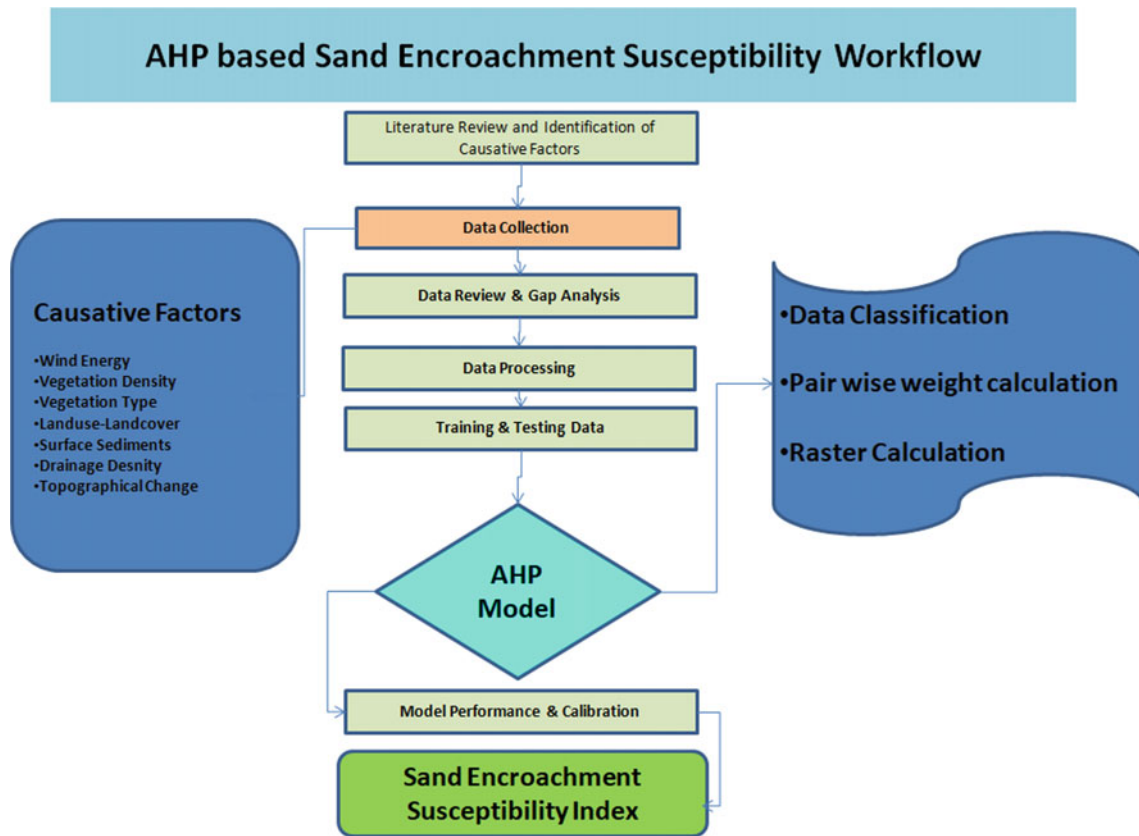 AHP based Sand Encroachment Susceptibility Workflow
Literature Review and Identification of
Causative Factors
Data Collection
Data Review & Gap Analysis
Data Processing
Training & Testing Data
Causative Factors
•Wind Energy
•Vegetation Density
•Vegetation Type
•Landuse-Landcover
•Surface Sediments
•Drainage Desnity
•Topographical Change
AHP
Model
•Data Classification
•Pair wise weight calculation
•Raster Calculation
Model Performance & Calibration
Sand Encroachment
Susceptibility Index